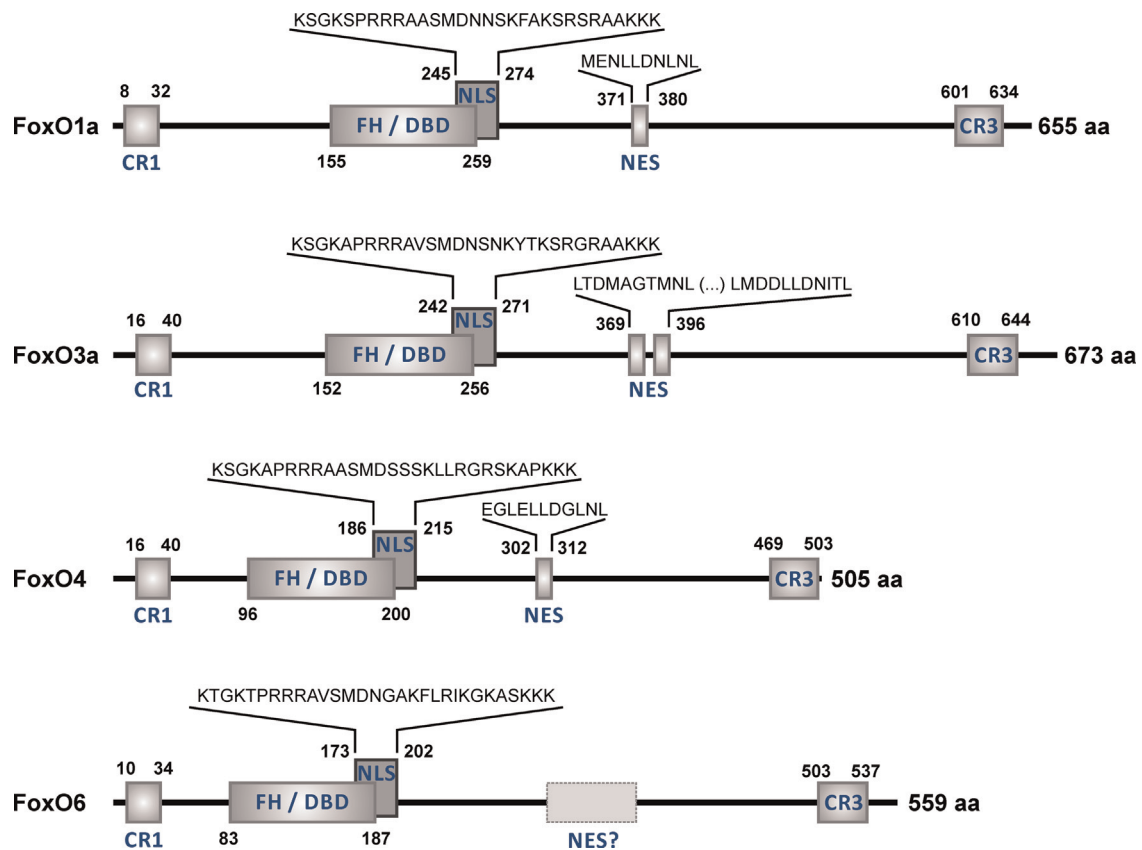 KSGKSPRRRAASMDNNSKFAKSRSRAAKKK
MENLLDNLNL
245 274
371 380
8 32
NLS
601 634
FoxO1a
FH / DBD
CR3
655 aa
CR1
155
259
NES
KSGKAPRRRAVSMDNSNKYTKSRGRAAKKK
LTDMAGTMNL (...) LMDDLLDNITL
242 271
369 396
16 40
NLS
610 644
FoxO3a
FH / DBD
CR3
673 aa
CR1
152
256
NES
KSGKAPRRRAASMDSSSKLLRGRSKAPKKK
EGLELLDGLNL
186 215
302 312
16 40
NLS
469 503
FoxO4
FH / DBD
CR3
505 aa
CR1
96
200
NES
KTGKTPRRRAVSMDNGAKFLRIKGKASKKK
173 202
10 34
NLS
503 537
FoxO6
FH / DBD
CR3
559 aa
CR1
83
187
NES?